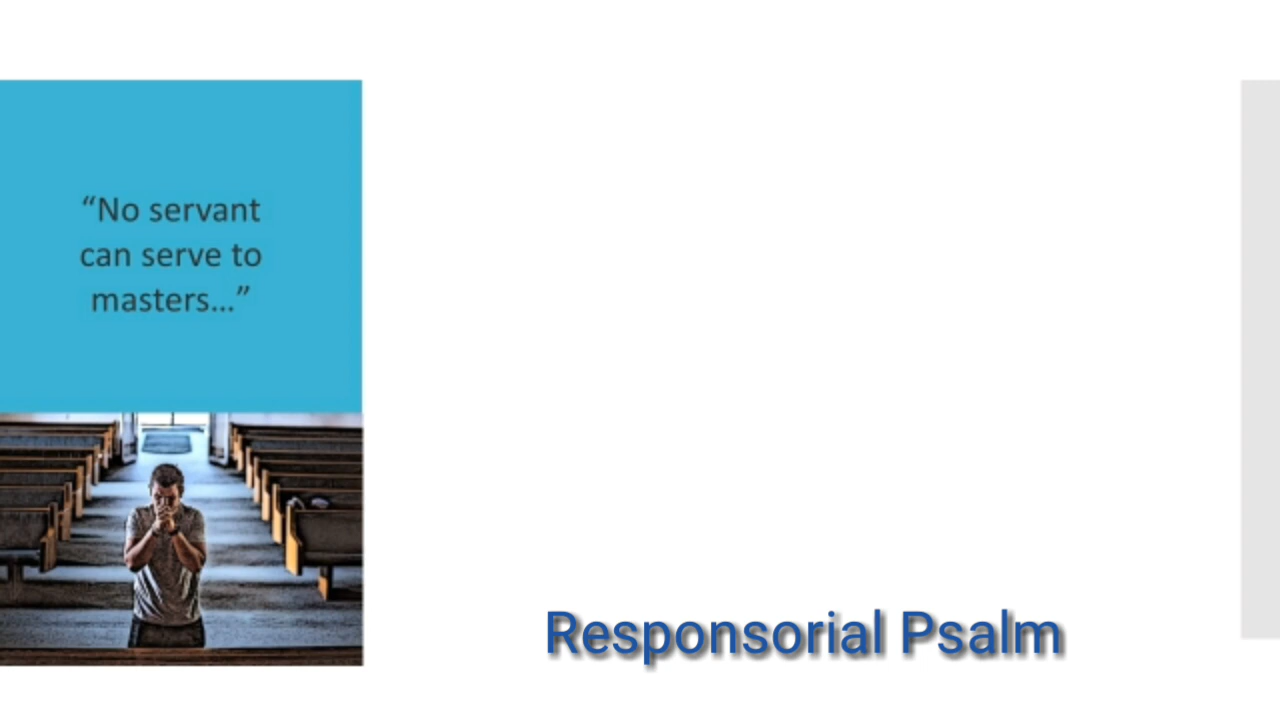 “No servant
can serve to
masters...”
Responsorial Psalm